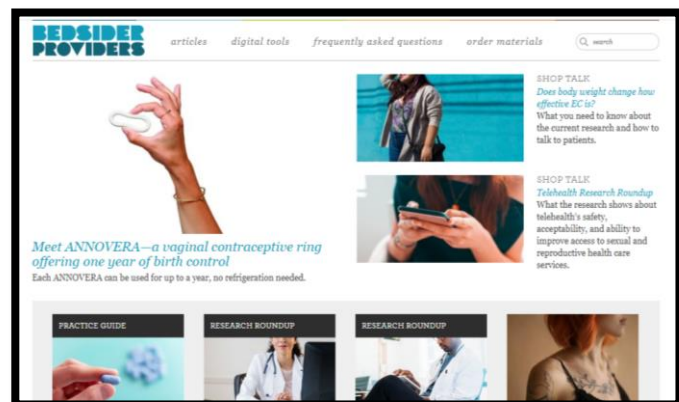 BEDSIDER
PROVIDERS
articles digital tools frequently asked questions order materials search
Meet ANNOVERA—a vaginal contraceptive ring
offering one year of birth control
Each ANNOVERA can be used for up to a year, no refrigeration needed.
SHOP TALK
Does body weight change how
effective EC is?
What you need to know about
the current research and how to
talk to patients.
SHOP TALK
Telehealth Research Roundup
What the research shows about
telehealth's safety,
acceptability, and ability to
improve access to sexual and
reproductive health care
services.
PRACTICE GUIDE
RESEARCH ROUNDUP
RESEARCH ROUNDUP